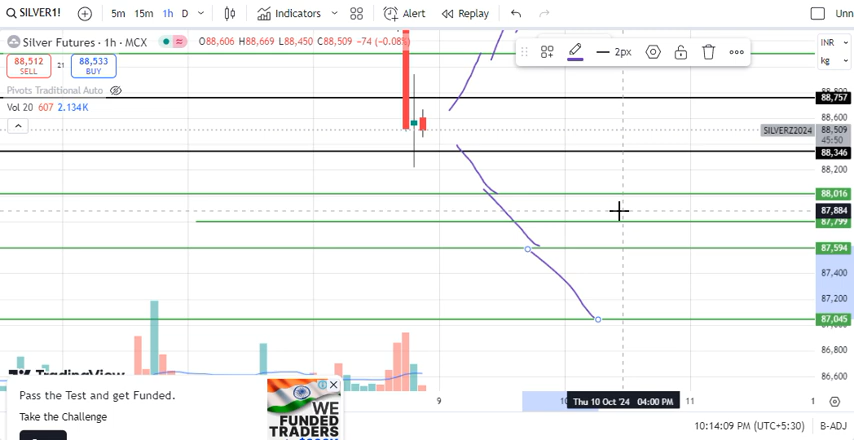 SILVER1! 5m 15m 1h D Indicators Alert Replay Unn
Silver Futures · 1h · MCX O88,606 H88,669 L88,450 C88,509 −74 (−0.08%) 2px INR
88,512 SELL 21 88,533 BUY kg
Pivots Traditional Auto
Vol 20 607 2.134K
88,757
88,600
SILVERZ2024 88,509
45:50
88,346
88,200
88,016
87,884
87,799
87,594
87,400
87,200
87,045
86,800
86,600
TradingView
Pass the Test and get Funded.
Take the Challenge
WE
FUNDED
TRADERS
9 10 Thu 10 Oct '24 04:00 PM 11 1
10:14:09 PM (UTC+5:30) B-ADJ